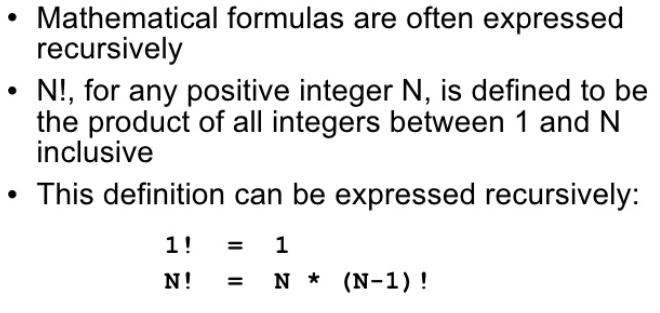 • Mathematical formulas are often expressed
recursively
• N!, for any positive integer N, is defined to be
the product of all integers between 1 and N
inclusive
• This definition can be expressed recursively:
1! = 1
N! = N * (N-1)!